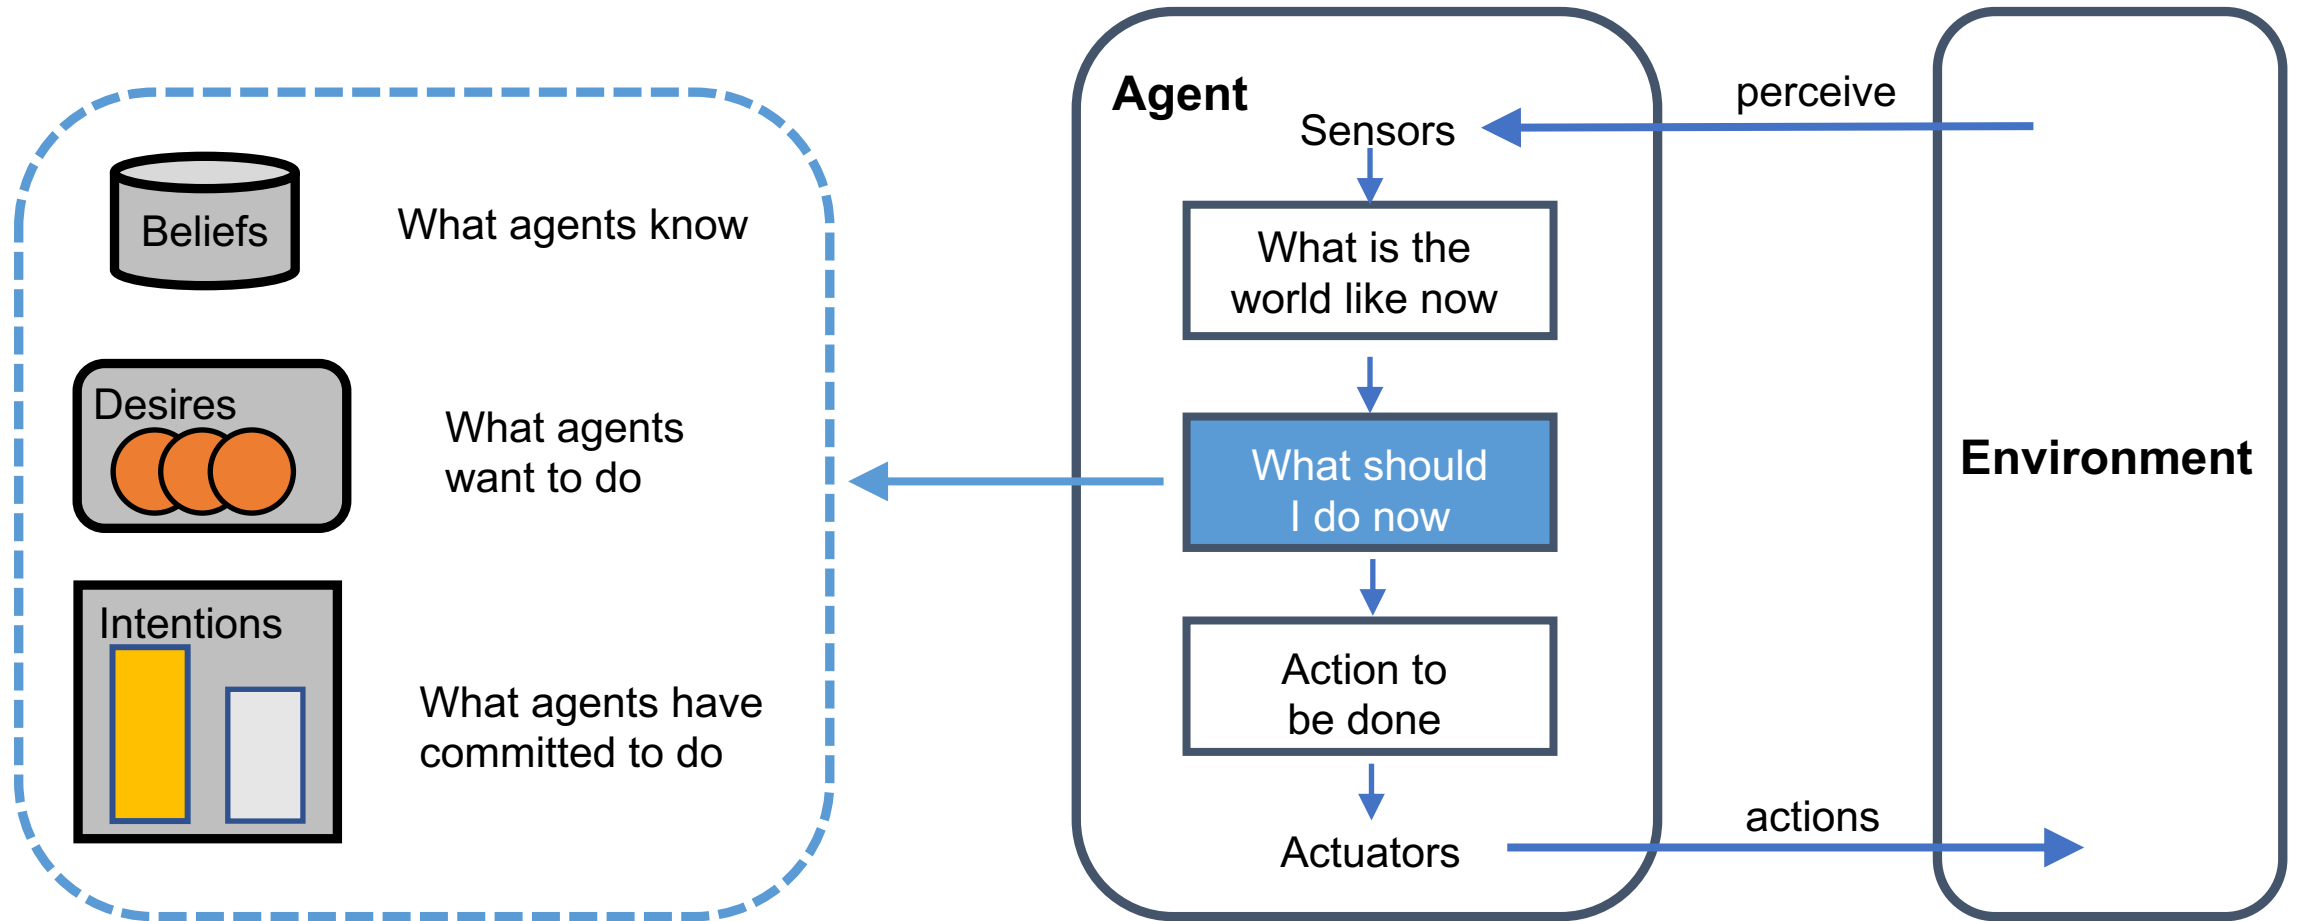 Beliefs
What agents know
Desires
What agents
want to do
Intentions
What agents have
committed to do
Agent
Sensors
What is the
world like now
What should
I do now
Action to
be done
Actuators
perceive
actions
Environment